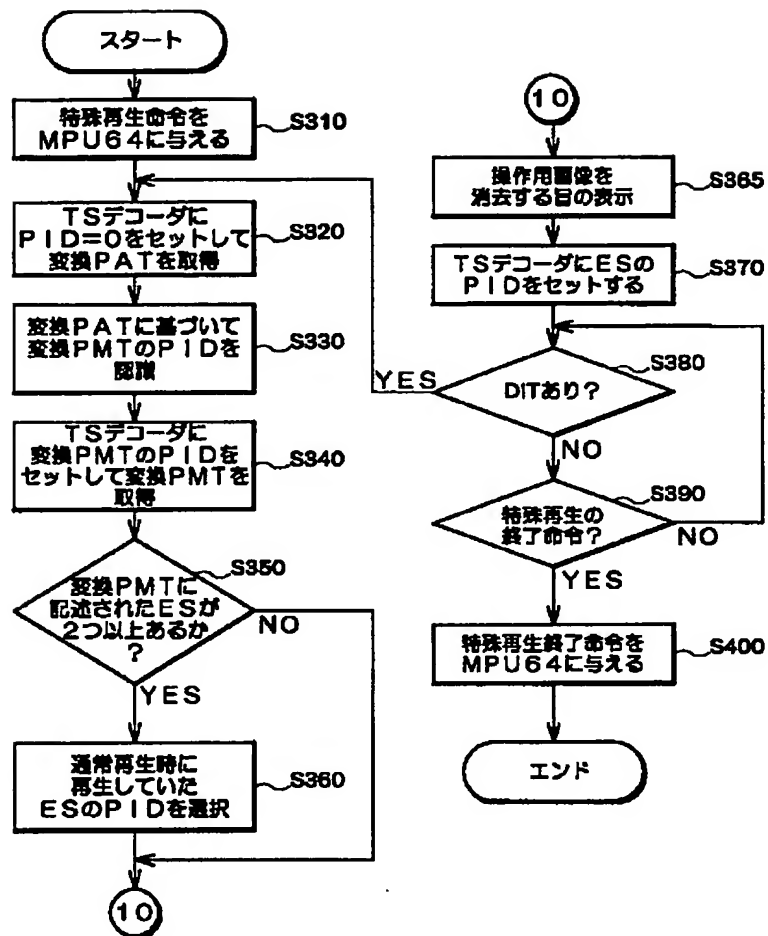 スタート
特殊再生命令を
MPU64に与える
S310
TSデコーダに
PID=0をセットして
変換PATを取得
S320
変換PATに基づいて
変換PMTのPIDを
認識
S330
TSデコーダに
変換PMTのPIDを
セットして変換PMTを
取得
S340
変換PMTに
記述されたESが
2つ以上あるか
?
S350
NO
YES
通常再生時に
再生していた
ESのPIDを選択
S360
10
10
操作用画像を
消去する旨の表示
S365
TSデコーダにESの
PIDをセットする
S370
DITあり?
S380
YES
NO
特殊再生の
終了命令?
S390
NO
YES
特殊再生終了命令を
MPU64に与える
S400
エンド